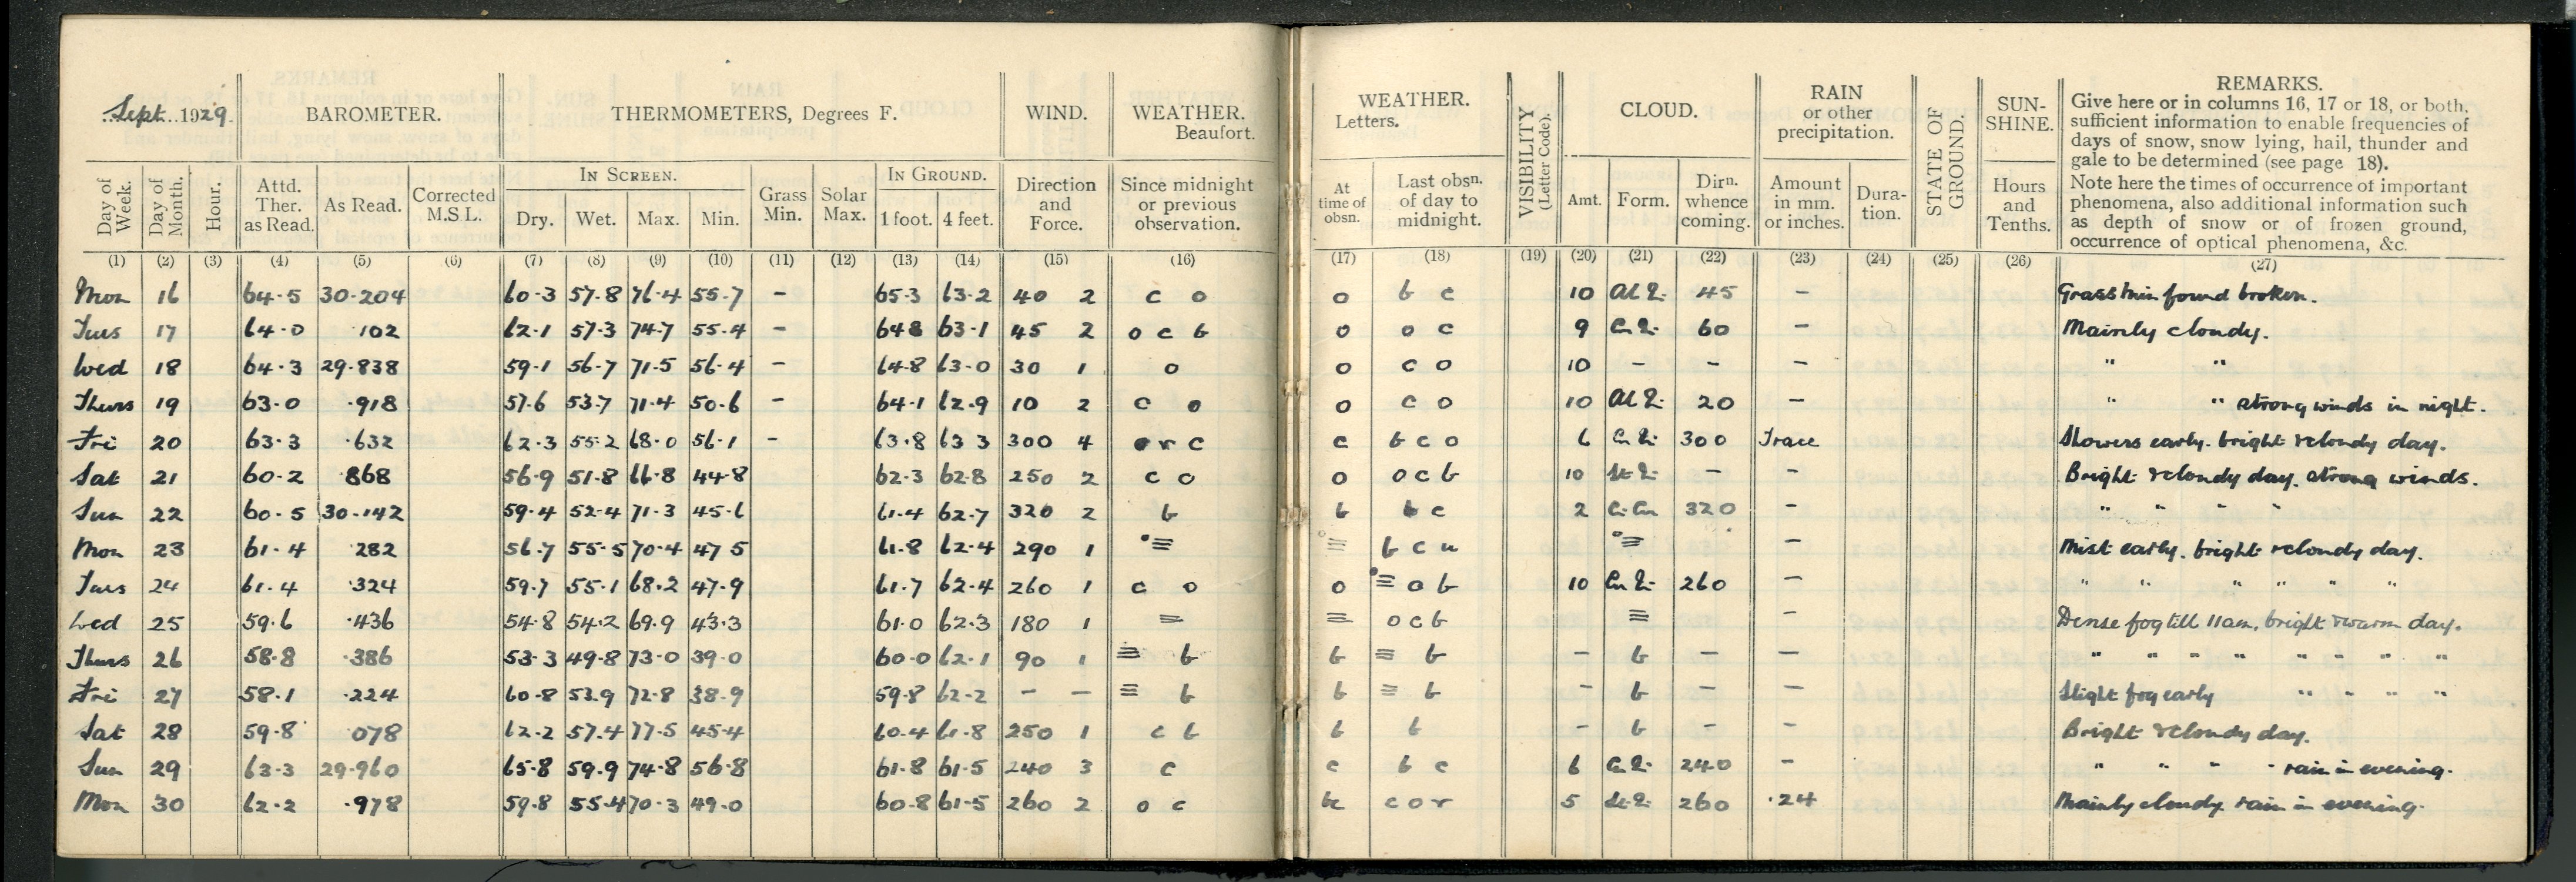 Sept. 1929. BAROMETER. THERMOMETERS, Degrees F. WIND. WEATHER. Beaufort.
Day of Week. Day of Month. Hour. Attd. Ther. as Read. As Read. Corrected M.S.L. IN SCREEN. Dry. Wet. Max. Min. Grass Min. Solar Max. IN GROUND. 1 foot. 4 feet. Direction and Force. Since midnight or previous observation.
(1) (2) (3) (4) (5) (6) (7) (8) (9) (10) (11) (12) (13) (14) (15) (16)
Mon 16 64.5 30.204 60.3 57.8 76.4 55.7 - 65.3 63.2 40 2 c o
Tues 17 64.0 102 62.1 57.3 74.7 55.4 - 64 8 63.1 45 2 o c b
Wed 18 64.3 29.838 59.1 56.7 71.5 56.4 - 64.8 63.0 30 1 o
Thurs 19 63.0 .918 57.6 53.7 71.4 50.6 - 64.1 62.9 10 2 c o
Fri 20 63.3 .632 62.3 55.2 68.0 56.1 - 63.8 63 3 300 4 o r c
Sat 21 60.2 868 56.9 51.8 66.8 44.8 62.3 62.8 250 2 c o
Sun 22 60.5 30.142 59.4 52.4 71.3 45.6 61.4 62.7 320 2 b
Mon 23 61.4 282 56.7 55.5 70.4 47 5 61.8 62.4 290 1 ≡
Tues 24 61.4 .324 59.7 55.1 68.2 47.9 61.7 62.4 260 1 c o
Wed 25 59.6 .436 54.8 54.2 69.9 43.3 61.0 62.3 180 1 ≡
Thurs 26 58.8 .386 53.3 49.8 73.0 39.0 60.0 62.1 90 1 ≡ b
Fri 27 58.1 .224 60.8 53.9 72.8 38.9 59.8 62.2 - - ≡ b
Sat 28 59.8 078 62.2 57.4 77.5 45.4 60.4 61.8 250 1 c b
Sun 29 63.3 29.960 65.8 59.9 74.8 56.8 61.8 61.5 240 3 c
Mon 30 62.2 .978 59.8 55.4 70.3 49.0 60.8 61.5 260 2 o c
WEATHER. Letters. VISIBILITY (Letter Code). CLOUD. RAIN or other precipitation. STATE OF GROUND. SUN-SHINE. REMARKS.
Give here or in columns 16, 17 or 18, or both,
sufficient information to enable frequencies of
days of snow, snow lying, hail, thunder and
gale to be determined (see page 18).
At time of obsn. Last obsn. of day to midnight. Amt. Form. Dirn. whence coming. Amount in mm. or inches. Dura-tion. Hours and Tenths.
Note here the times of occurrence of important
phenomena, also additional information such
as depth of snow or of frozen ground,
occurrence of optical phenomena, &c.
(17) (18) (19) (20) (21) (22) (23) (24) (25) (26) (27)
o b c 10 45 - Grass Min found broken.
o o c 9 60 - Mainly cloudy.
o c o 10 - - - " "
o c o 10 20 - " " strong winds in night.
c b c o 6 300 Trace Showers early. bright & cloudy day.
o o c b 10 - - Bright & cloudy day. strong winds.
b b c 2 Ci-Cu 320 - " " " "
≡ b c u ≡ - Mist early. bright & cloudy day.
o ≡ o b 10 260 - " " " " " "
≡ o c b ≡ - Dense fog till 11am. bright & warm day.
b ≡ b - b - - " " " " " " " "
b ≡ b - b - - Slight fog early " " " "
b b - b - - Bright & cloudy day.
c b c 6 240 - " " " " rain in evening.
bc c o r 5 260 .24 Mainly cloudy rain in evening.